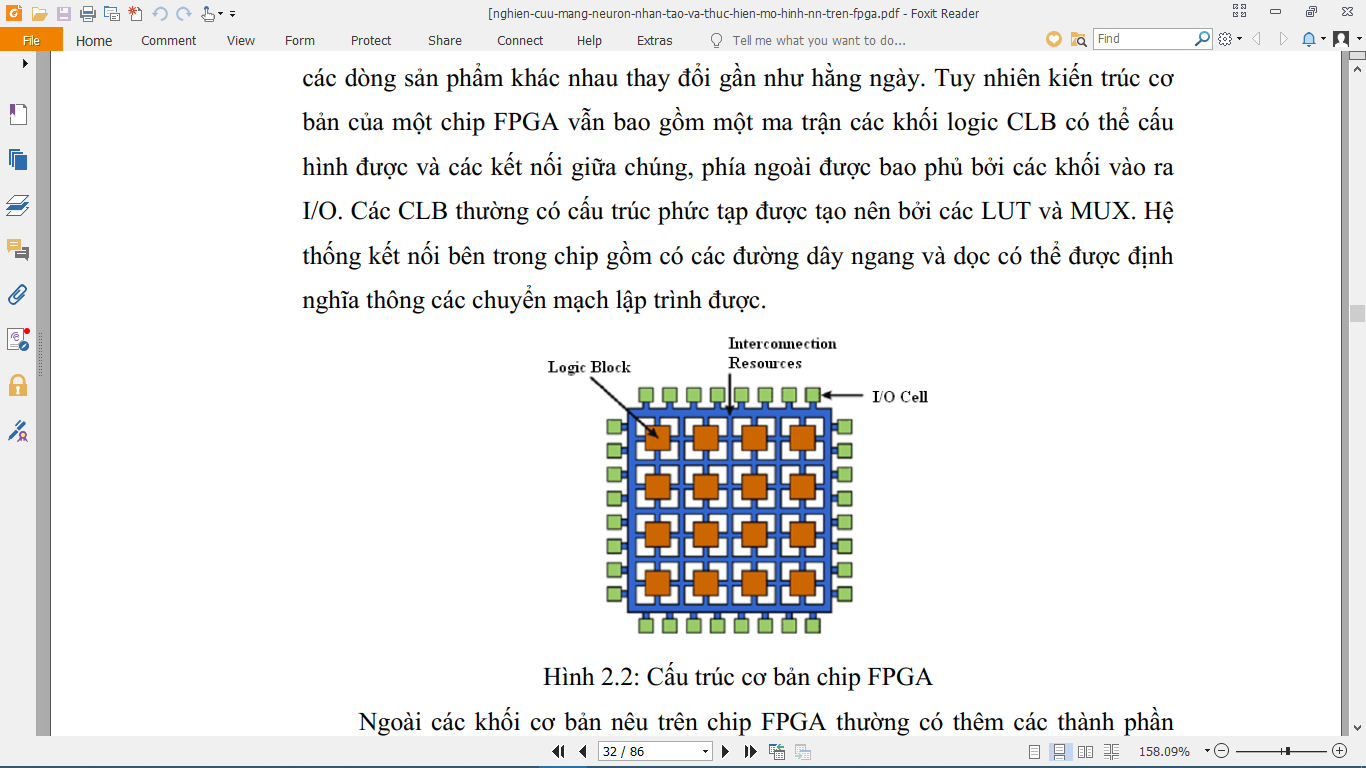 [nghien-cuu-mang-neuron-nhan-tao-va-thuc-hien-mo-hinh-nn-tren-fpga.pdf - Foxit Reader
File Home Comment View Form Protect Share Connect Help Extras Tell me what you want to do... Find
các dòng sản phẩm khác nhau thay đổi gần như hằng ngày. Tuy nhiên kiến trúc cơ
bản của một chip FPGA vẫn bao gồm một ma trận các khối logic CLB có thể cấu
hình được và các kết nối giữa chúng, phía ngoài được bao phủ bởi các khối vào ra
I/O. Các CLB thường có cấu trúc phức tạp được tạo nên bởi các LUT và MUX. Hệ
thống kết nối bên trong chip gồm có các đường dây ngang và dọc có thể được định
nghĩa thông các chuyển mạch lập trình được.
Interconnection
Resources
Logic Block
I/O Cell
Hình 2.2: Cấu trúc cơ bản chip FPGA
Ngoài các khối cơ bản nêu trên chip FPGA thường có thêm các thành phần
32 / 86
158.09%